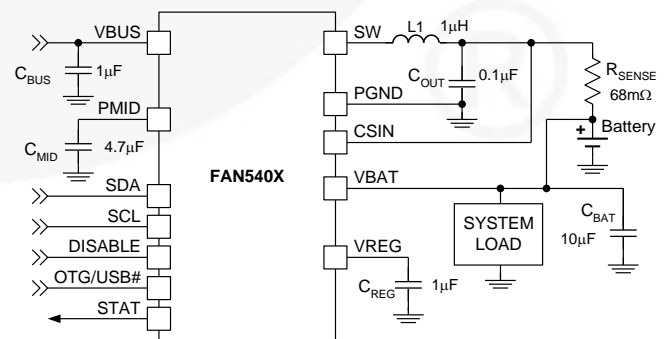 VBUS
C_BUS
1μF
PMID
C_MID
4.7μF
SDA
SCL
DISABLE
OTG/USB#
STAT
FAN540X
SW
L1
1μH
C_OUT
0.1μF
PGND
CSIN
VBAT
VREG
C_REG
1μF
R_SENSE
68mΩ
+
Battery
SYSTEM
LOAD
C_BAT
10μF
®